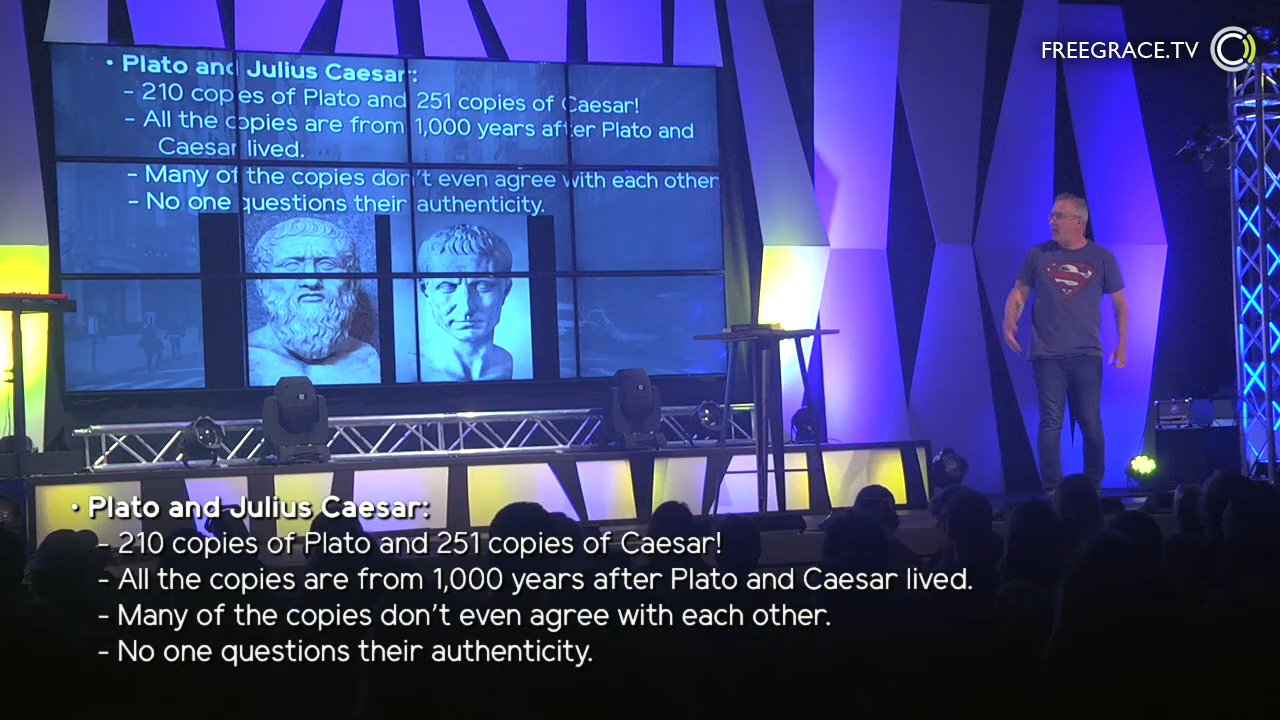 FREEGRACE.TV
• Plato and Julius Caesar:
- 210 copies of Plato and 251 copies of Caesar!
- All the copies are from 1,000 years after Plato and
Caesar lived.
- Many of the copies don't even agree with each other
- No one questions their authenticity.
• Plato and Julius Caesar:
- 210 copies of Plato and 251 copies of Caesar!
- All the copies are from 1,000 years after Plato and Caesar lived.
- Many of the copies don't even agree with each other.
- No one questions their authenticity.